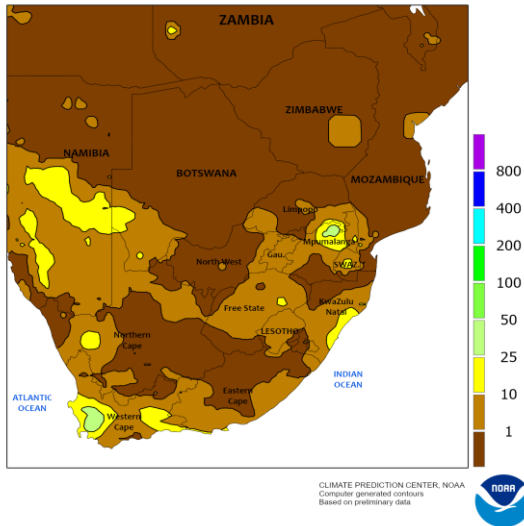 ZAMBIA
ZIMBABWE
NAMIBIA
BOTSWANA
MOZAMBIQUE
Limpopo
Mpumalanga
North West
Gau.
SWAZI.
Free State
KwaZulu
Natal
LESOTHO
Northern
Cape
INDIAN
OCEAN
Eastern
Cape
ATLANTIC
OCEAN
Western
Cape
800
400
200
100
50
25
10
1
CLIMATE PREDICTION CENTER, NOAA
Computer generated contours
Based on preliminary data
NOAA